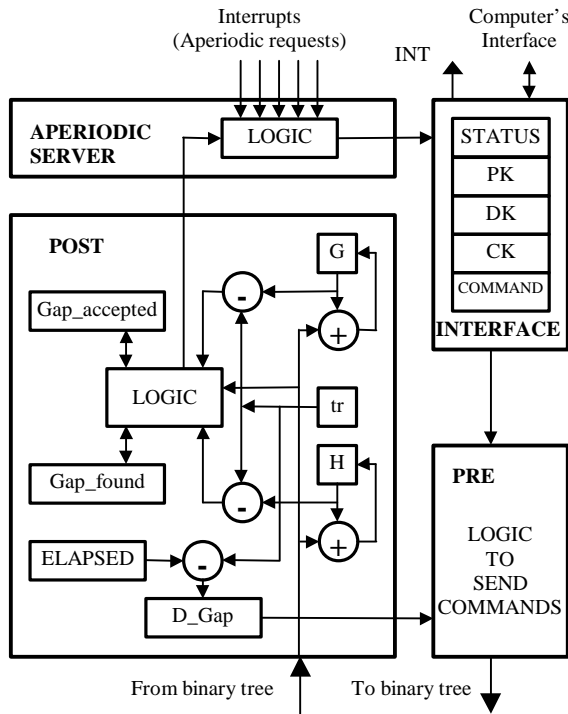 Interrupts
(Aperiodic requests)
Computer's
Interface
INT
APERIODIC
SERVER
LOGIC
STATUS
PK
DK
CK
COMMAND
INTERFACE
POST
G
-
+
Gap_accepted
LOGIC
tr
Gap_found
H
-
+
ELAPSED
-
D_Gap
PRE
LOGIC
TO
SEND
COMMANDS
From binary tree
To binary tree